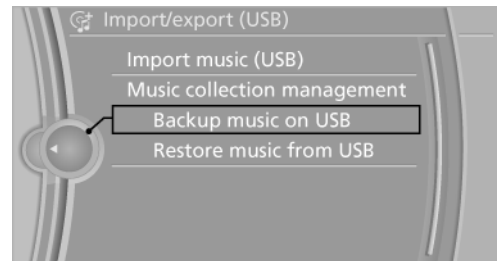 Import/export (USB)
Import music (USB)
Music collection management
Backup music on USB
Restore music from USB